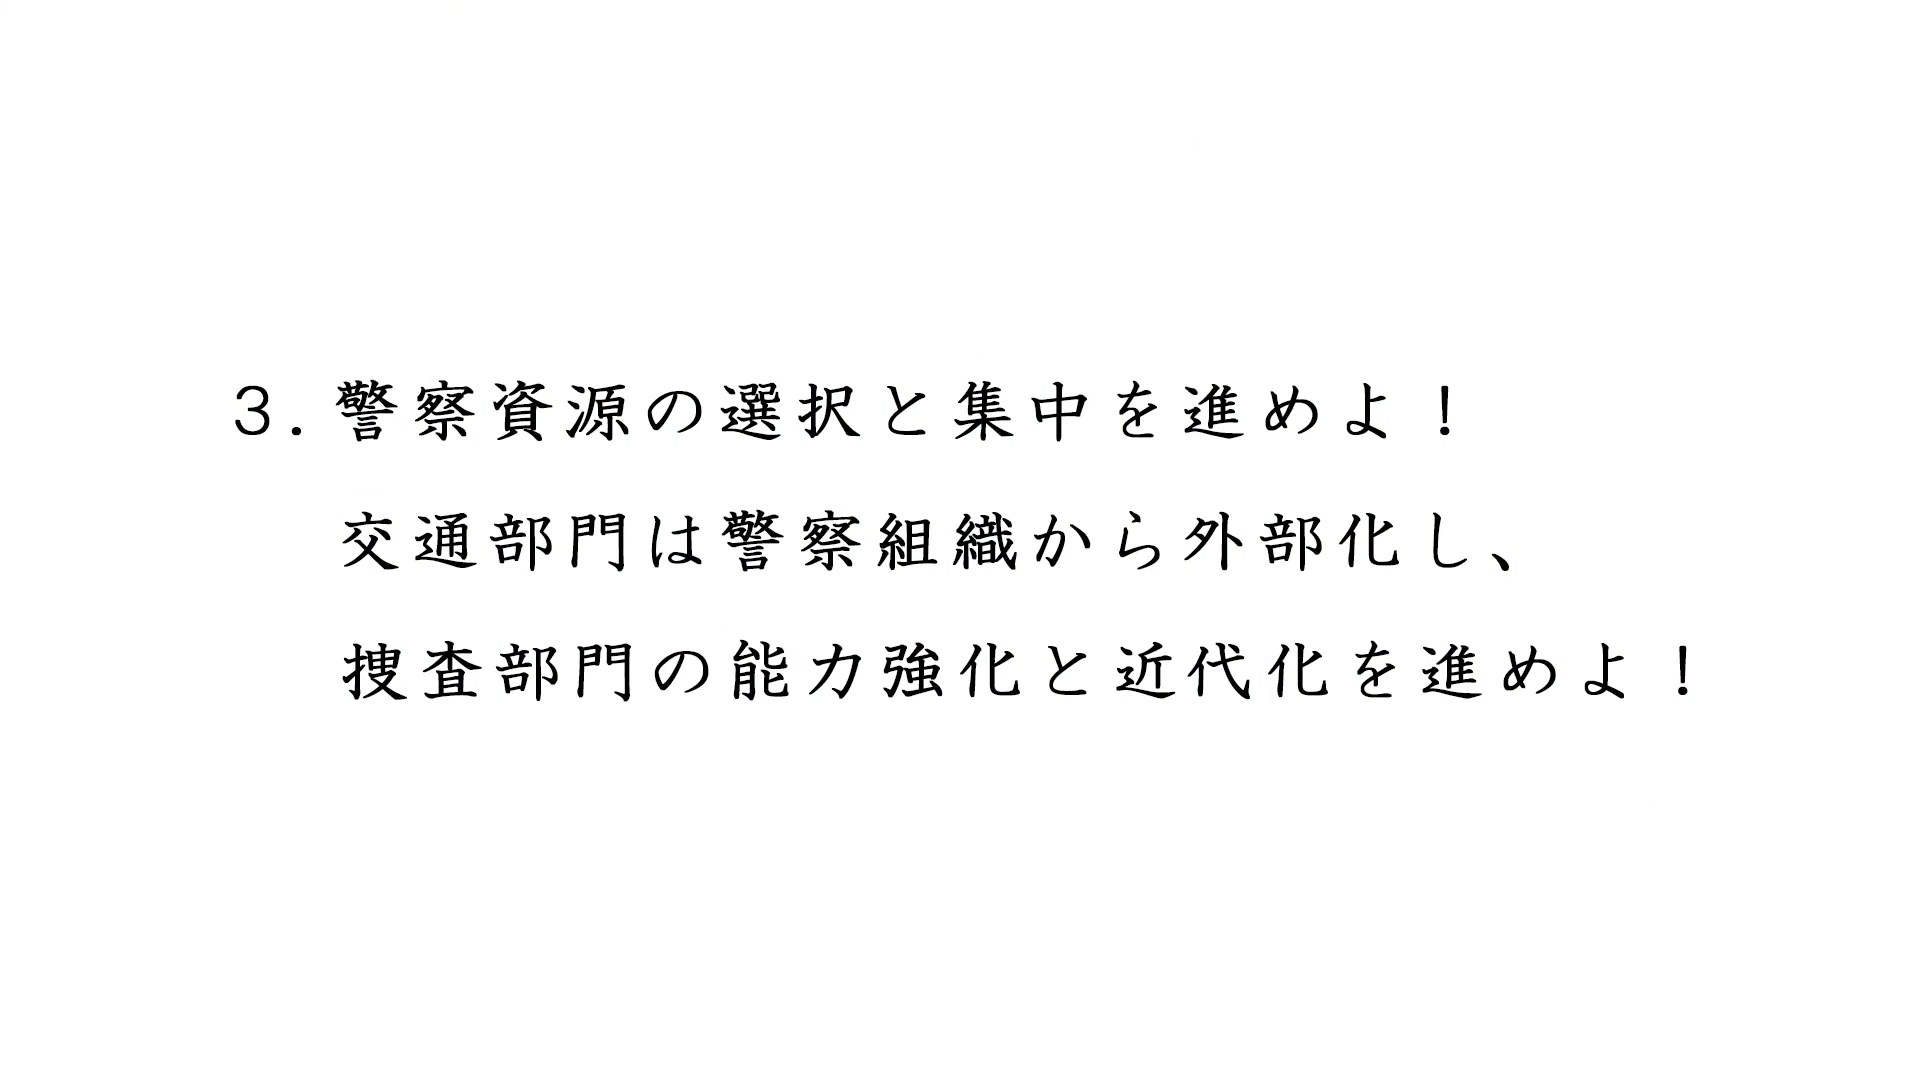 ３．警察資源の選択と集中を進めよ！
交通部門は警察組織から外部化し、
捜査部門の能力強化と近代化を進めよ！